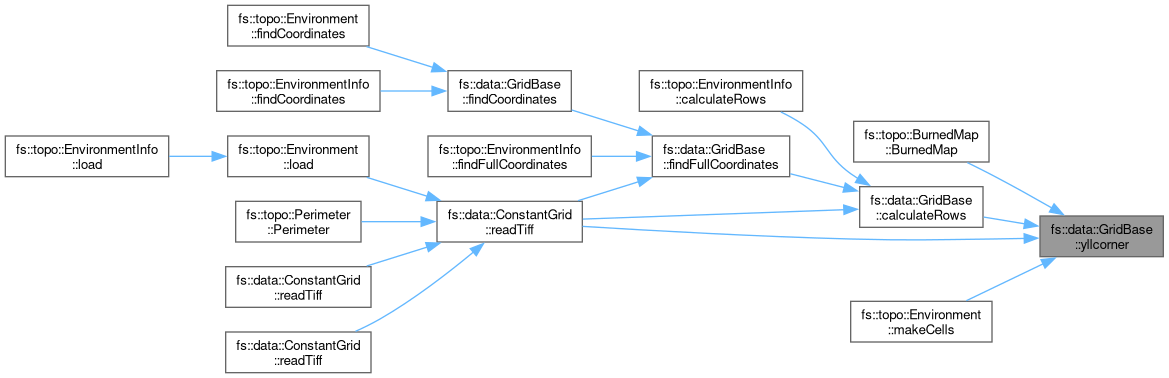 fs::topo::Environment
::findCoordinates
fs::topo::EnvironmentInfo
::findCoordinates
fs::data::GridBase
::findCoordinates
fs::topo::EnvironmentInfo
::calculateRows
fs::topo::EnvironmentInfo
::load
fs::topo::Environment
::load
fs::topo::EnvironmentInfo
::findFullCoordinates
fs::data::GridBase
::findFullCoordinates
fs::topo::BurnedMap
::BurnedMap
fs::topo::Perimeter
::Perimeter
fs::data::ConstantGrid
::readTiff
fs::data::GridBase
::calculateRows
fs::data::GridBase
::yllcorner
fs::data::ConstantGrid
::readTiff
fs::data::ConstantGrid
::readTiff
fs::topo::Environment
::makeCells